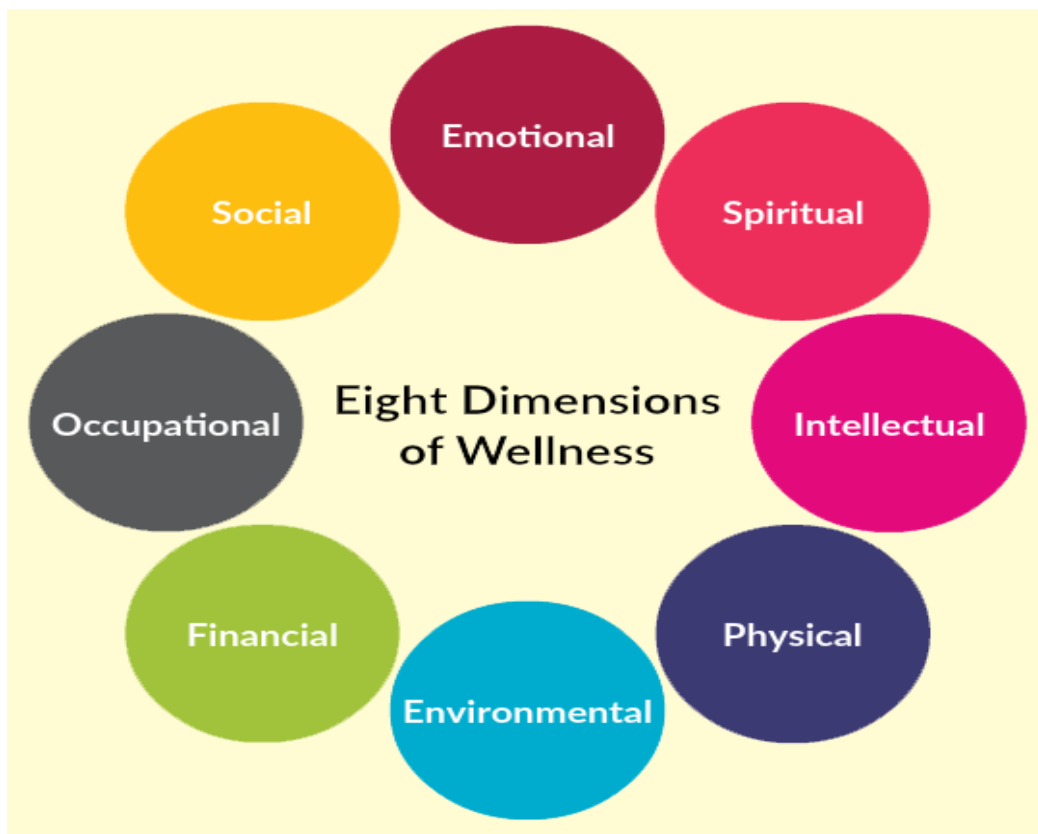 Emotional
Spiritual
Social
Eight Dimensions
of Wellness
Occupational
Intellectual
Financial
Physical
Environmental